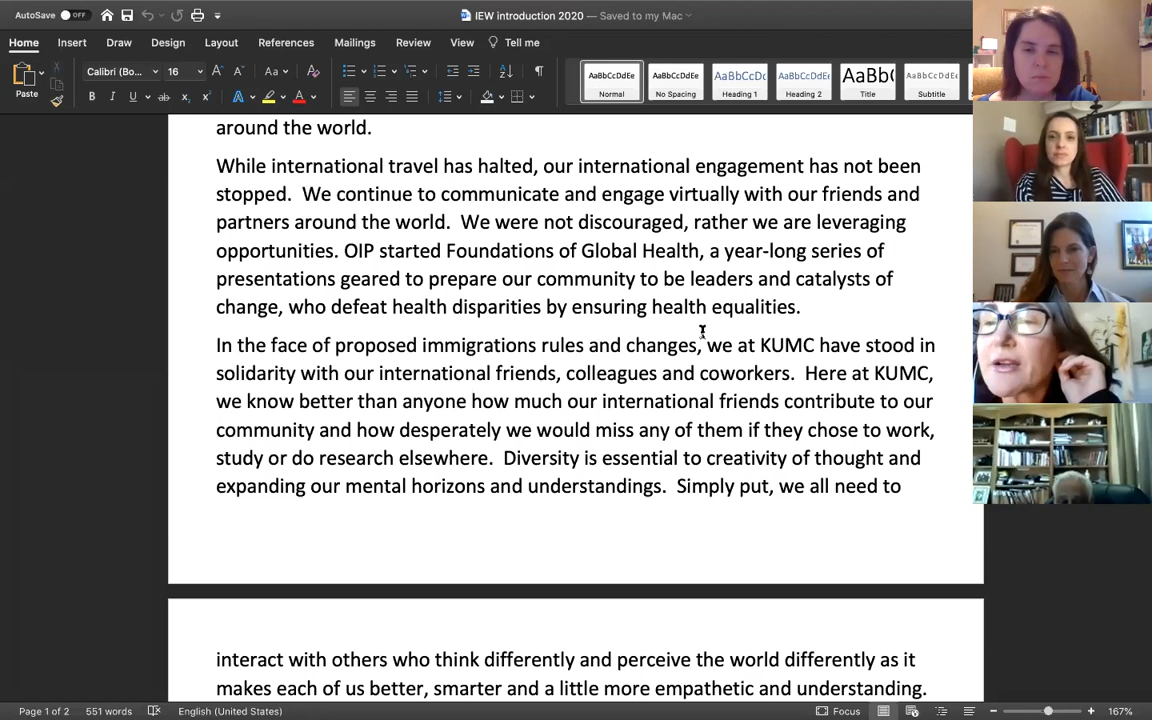 AutoSave OFF
IEW introduction 2020 — Saved to my Mac
Home Insert Draw Design Layout References Mailings Review View Tell me
Paste
Calibri (Bo... 16
AaBbCcDdEe Normal
AaBbCcDdEe No Spacing
AaBbCcDc Heading 1
AaBbCcDdEe Heading 2
AaBb( Title
AaBbCcDdEe Subtitle
around the world.
While international travel has halted, our international engagement has not been
stopped.  We continue to communicate and engage virtually with our friends and
partners around the world.  We were not discouraged, rather we are leveraging
opportunities. OIP started Foundations of Global Health, a year-long series of
presentations geared to prepare our community to be leaders and catalysts of
change, who defeat health disparities by ensuring health equalities.
In the face of proposed immigrations rules and changes, we at KUMC have stood in
solidarity with our international friends, colleagues and coworkers.  Here at KUMC,
we know better than anyone how much our international friends contribute to our
community and how desperately we would miss any of them if they chose to work,
study or do research elsewhere.  Diversity is essential to creativity of thought and
expanding our mental horizons and understandings.  Simply put, we all need to
interact with others who think differently and perceive the world differently as it
makes each of us better, smarter and a little more empathetic and understanding.
Page 1 of 2 551 words English (United States) Focus 167%